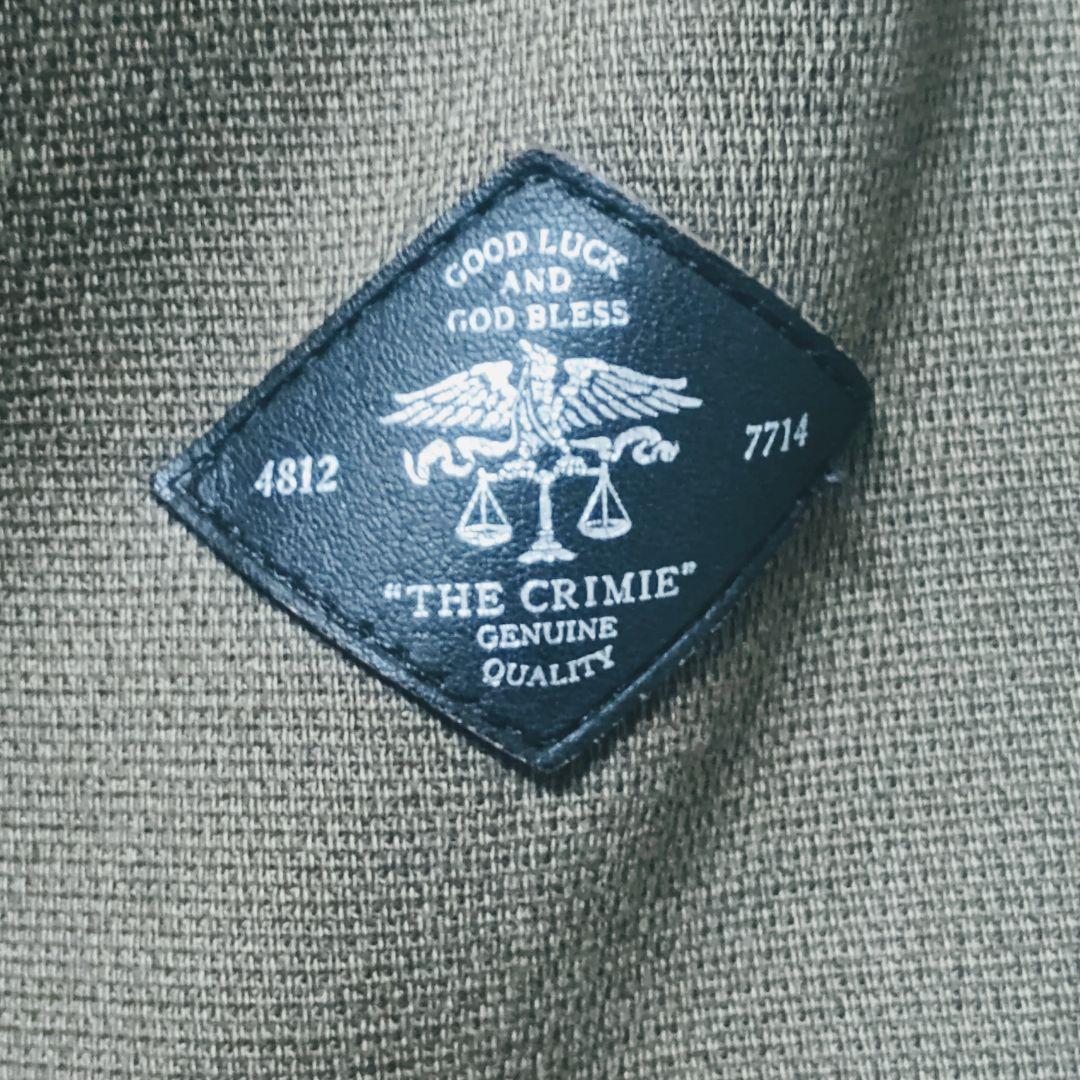 GOOD LUCK
AND
GOD BLESS
4812
7714
"THE CRIMIE"
GENUINE
QUALITY